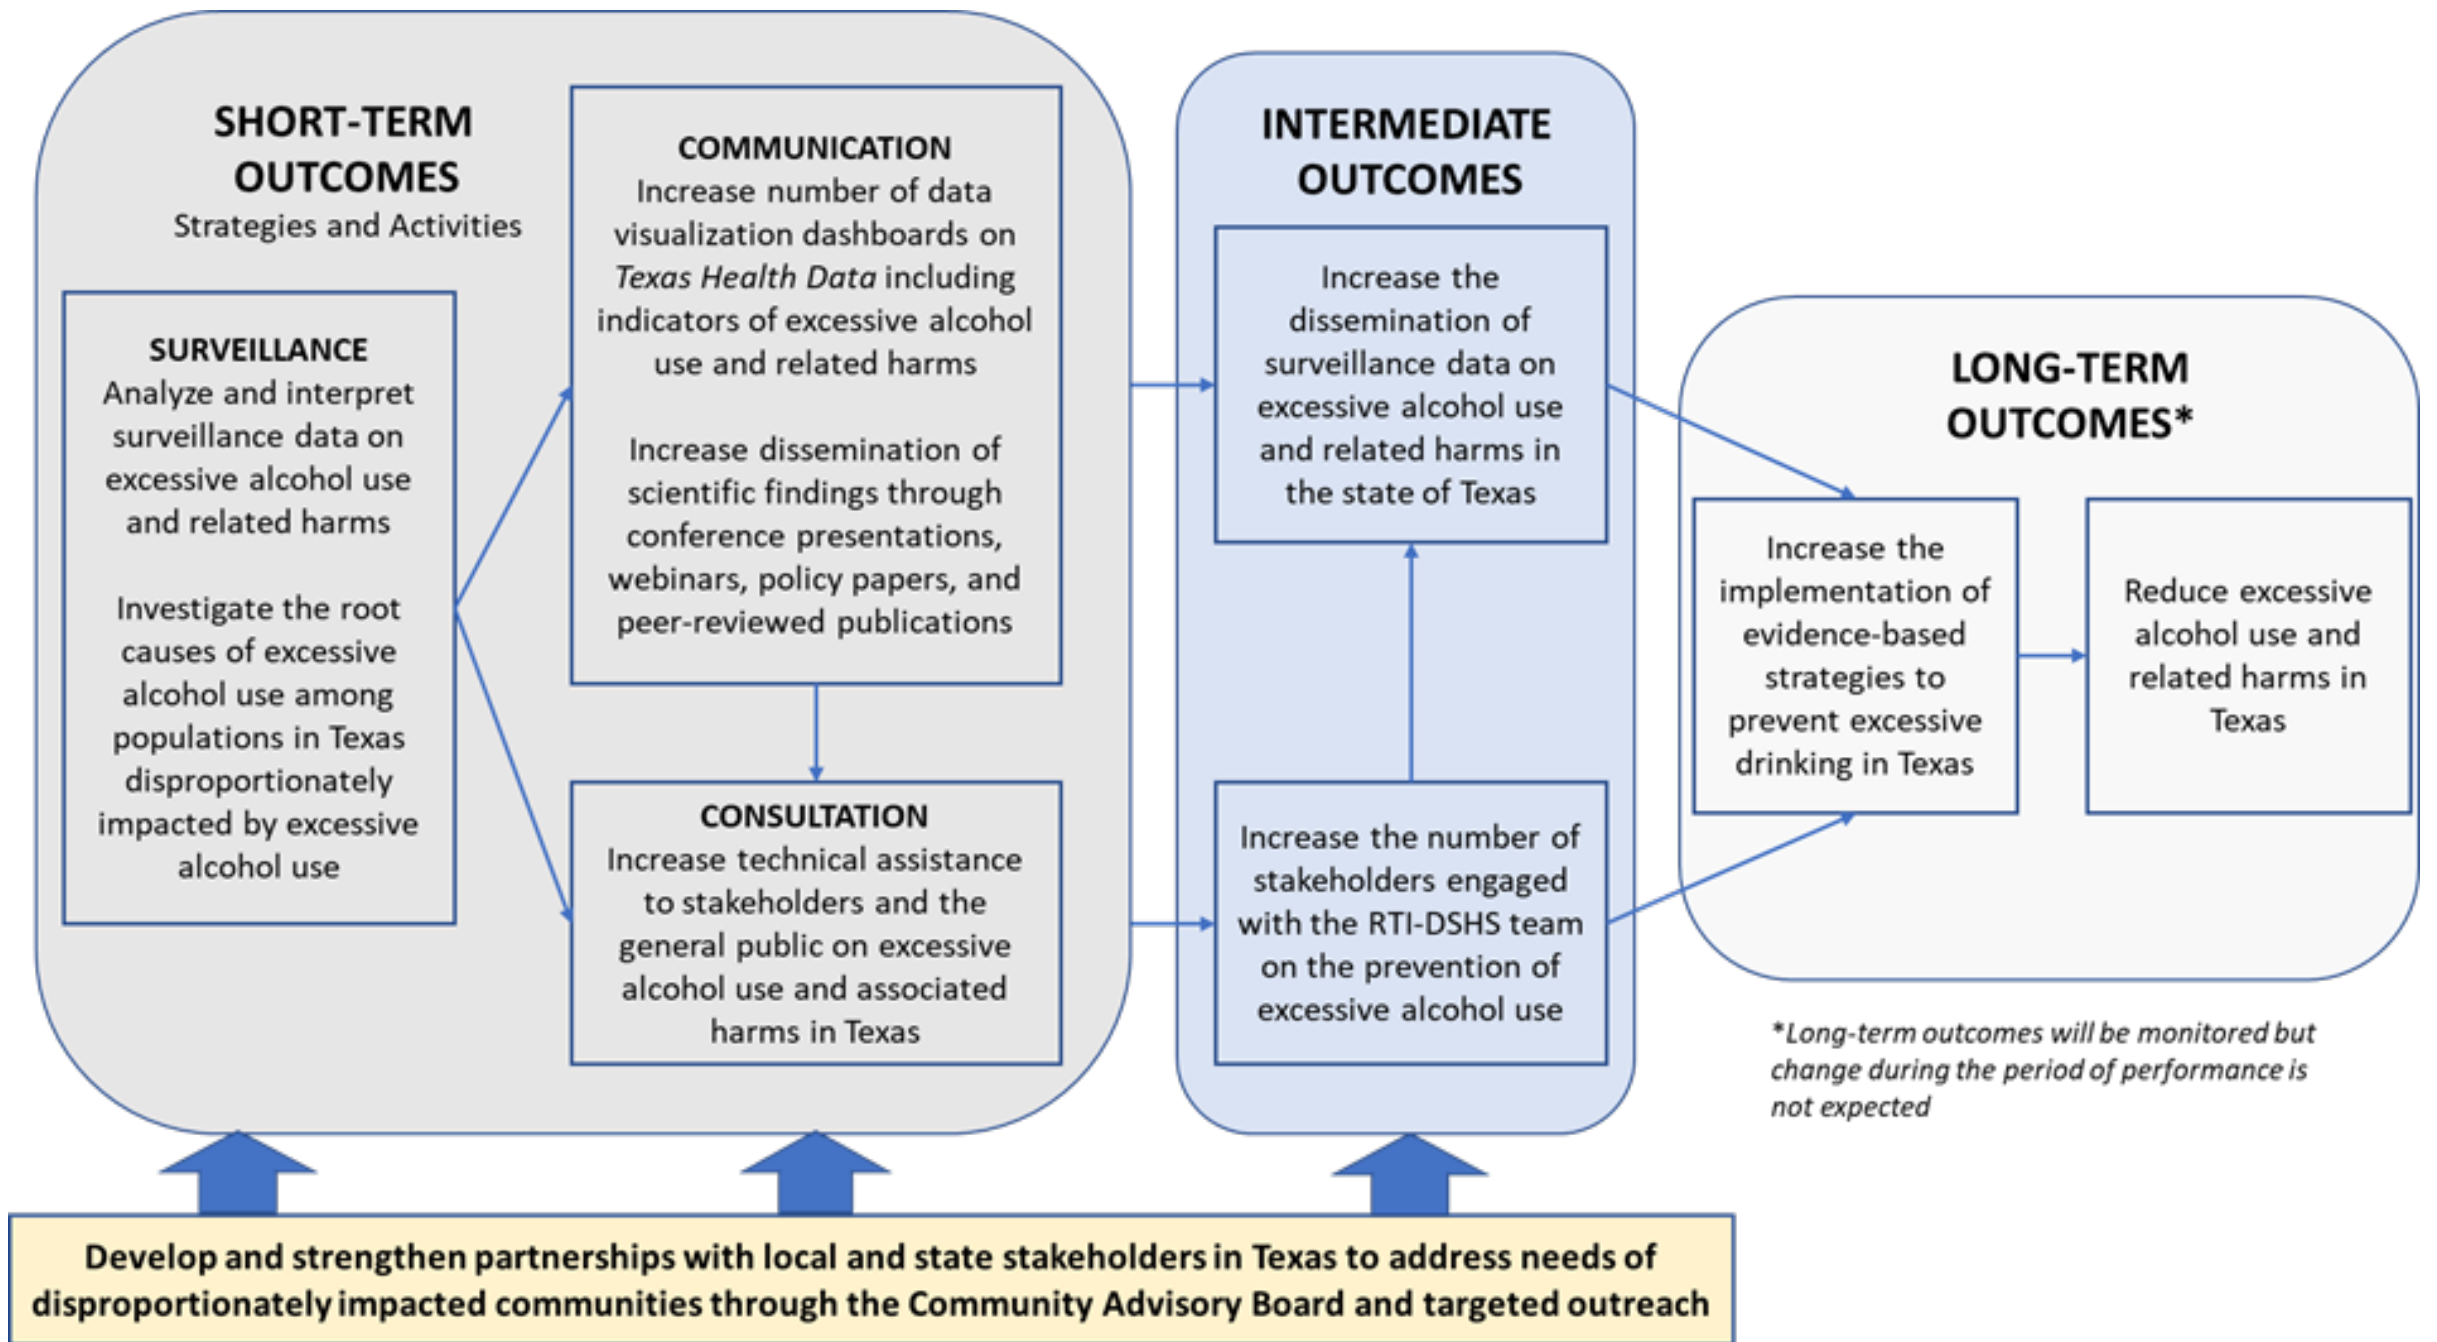 SHORT-TERM
OUTCOMES
Strategies and Activities
SURVEILLANCE
Analyze and interpret
surveillance data on
excessive alcohol use
and related harms
Investigate the root
causes of excessive
alcohol use among
populations in Texas
disproportionately
impacted by excessive
alcohol use
COMMUNICATION
Increase number of data
visualization dashboards on
Texas Health Data including
indicators of excessive alcohol
use and related harms
Increase dissemination of
scientific findings through
conference presentations,
webinars, policy papers, and
peer-reviewed publications
CONSULTATION
Increase technical assistance
to stakeholders and the
general public on excessive
alcohol use and associated
harms in Texas
INTERMEDIATE
OUTCOMES
Increase the
dissemination of
surveillance data on
excessive alcohol use
and related harms in
the state of Texas
Increase the number of
stakeholders engaged
with the RTI-DSHS team
on the prevention of
excessive alcohol use
LONG-TERM
OUTCOMES*
Increase the
implementation of
evidence-based
strategies to
prevent excessive
drinking in Texas
Reduce excessive
alcohol use and
related harms in
Texas
*Long-term outcomes will be monitored but
change during the period of performance is
not expected
Develop and strengthen partnerships with local and state stakeholders in Texas to address needs of
disproportionately impacted communities through the Community Advisory Board and targeted outreach